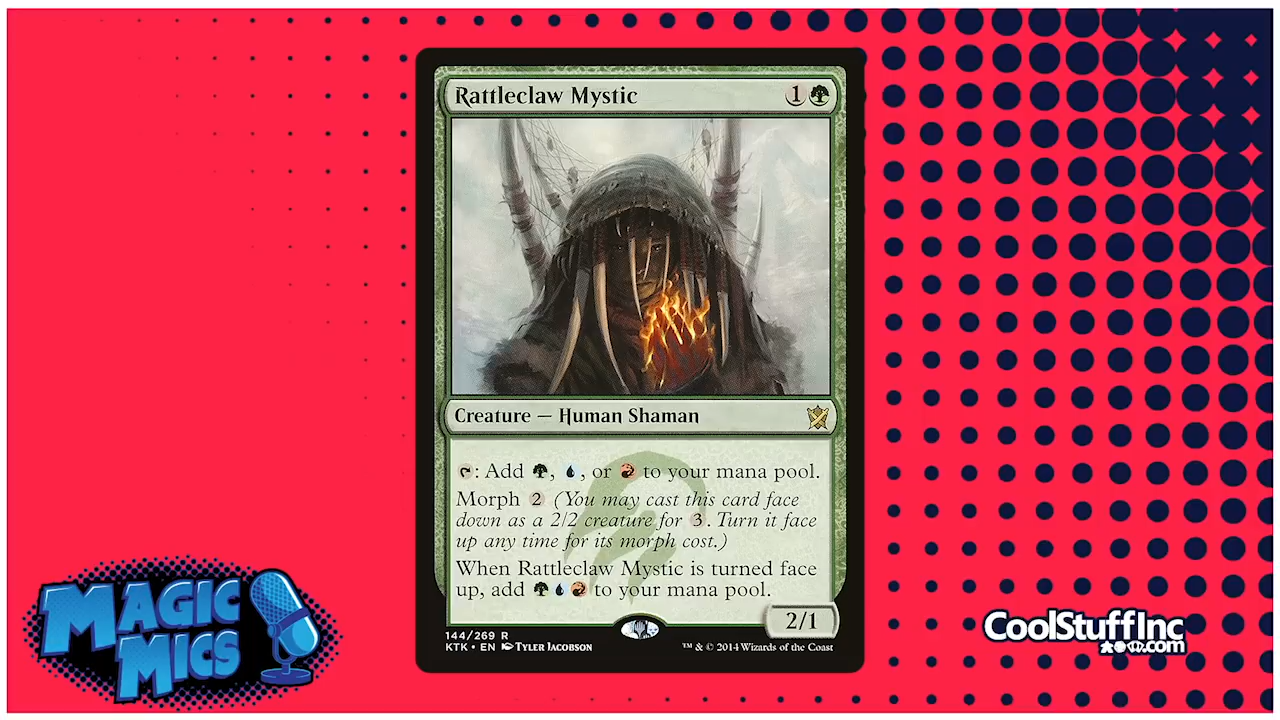 Rattleclaw Mystic 1
Creature — Human Shaman
: Add , , or to your mana pool.
Morph 2 (You may cast this card face
down as a 2/2 creature for 3. Turn it face
up any time for its morph cost.)
When Rattleclaw Mystic is turned face
up, add to your mana pool.
2/1
144/269 R
KTK • EN Tyler Jacobson
™ & © 2014 Wizards of the Coast
MAGIC
MICS
CoolStuffInc
.com